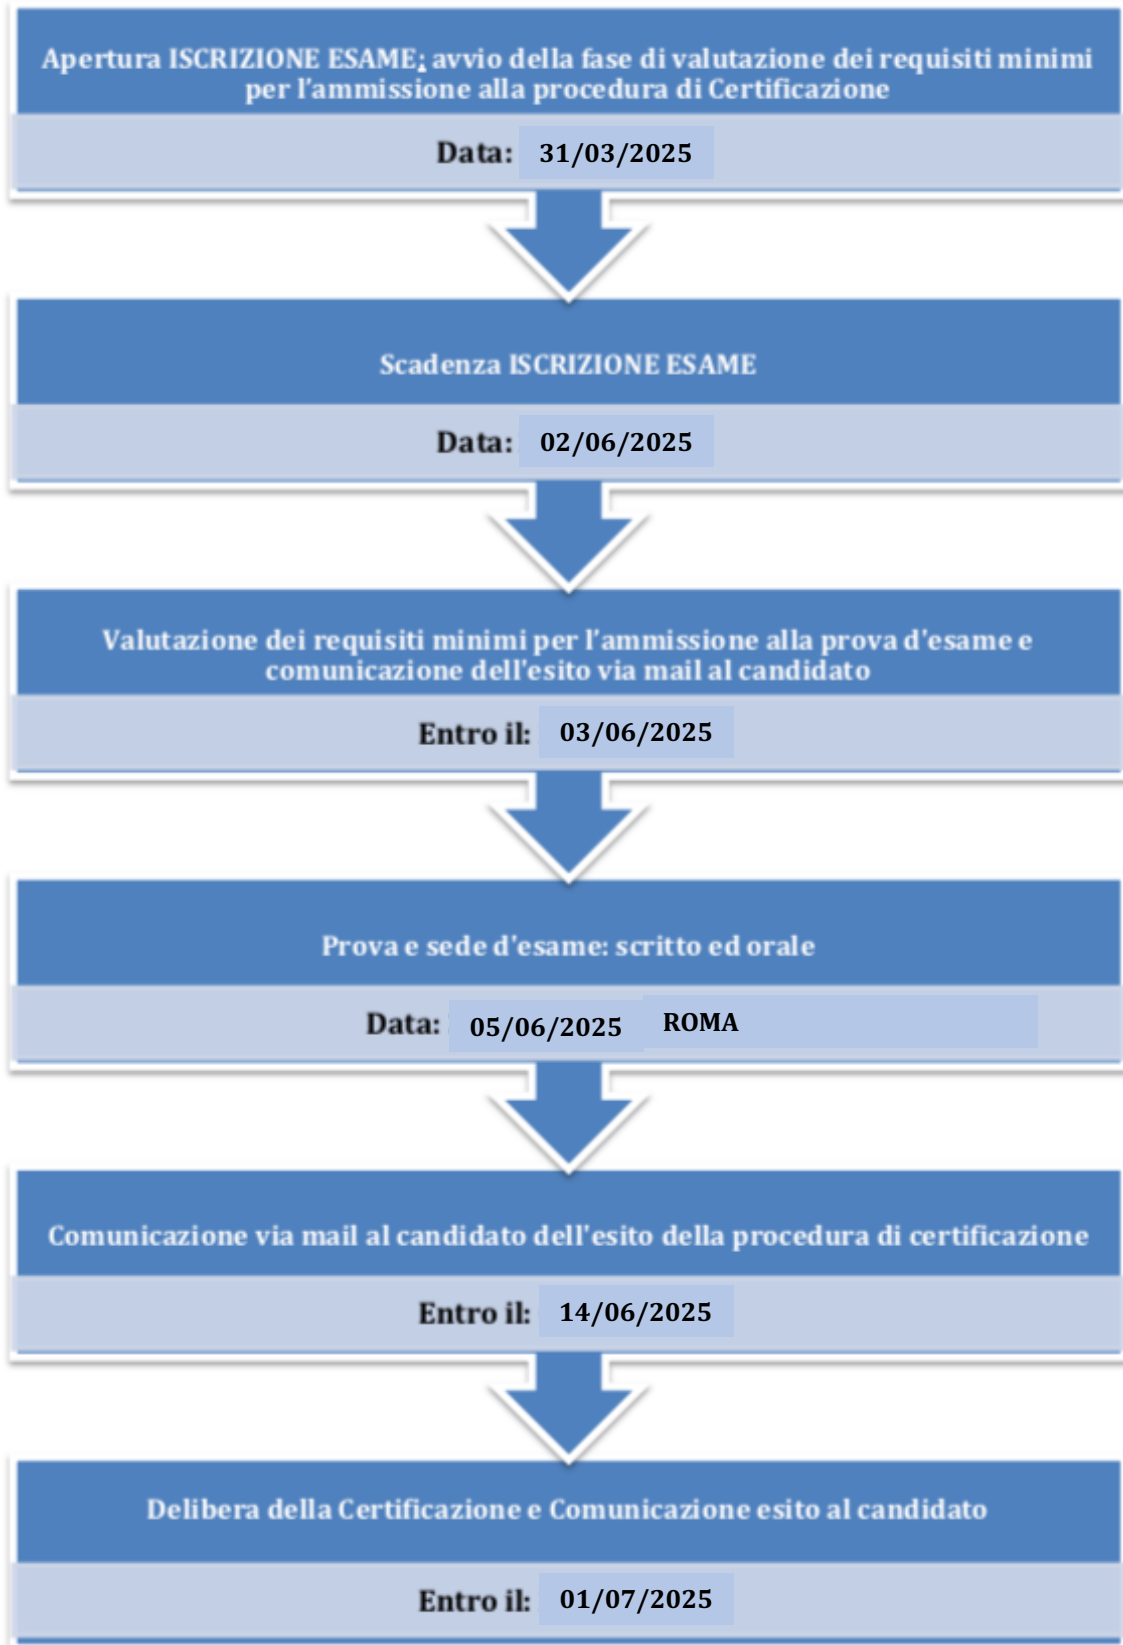 Apertura ISCRIZIONE ESAME; avvio della fase di valutazione dei requisiti minimi
per l'ammissione alla procedura di Certificazione
Data: 31/03/2025
Scadenza ISCRIZIONE ESAME
Data: 02/06/2025
Valutazione dei requisiti minimi per l'ammissione alla prova d'esame e
comunicazione dell'esito via mail al candidato
Entro il: 03/06/2025
Prova e sede d'esame: scritto ed orale
Data: 05/06/2025 ROMA
Comunicazione via mail al candidato dell'esito della procedura di certificazione
Entro il: 14/06/2025
Delibera della Certificazione e Comunicazione esito al candidato
Entro il: 01/07/2025